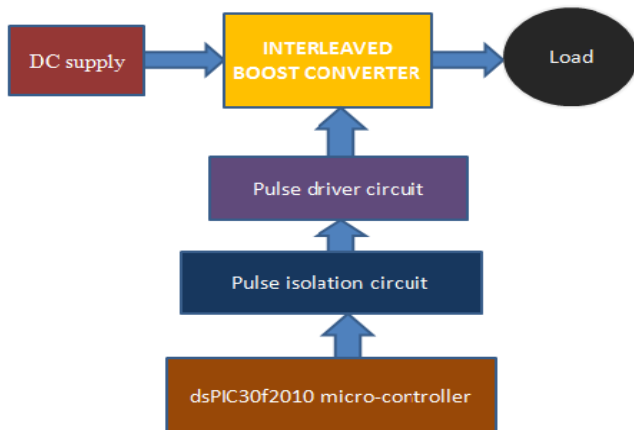 DC supply
INTERLEAVED
BOOST CONVERTER
Load
Pulse driver circuit
Pulse isolation circuit
dsPIC30f2010 micro-controller